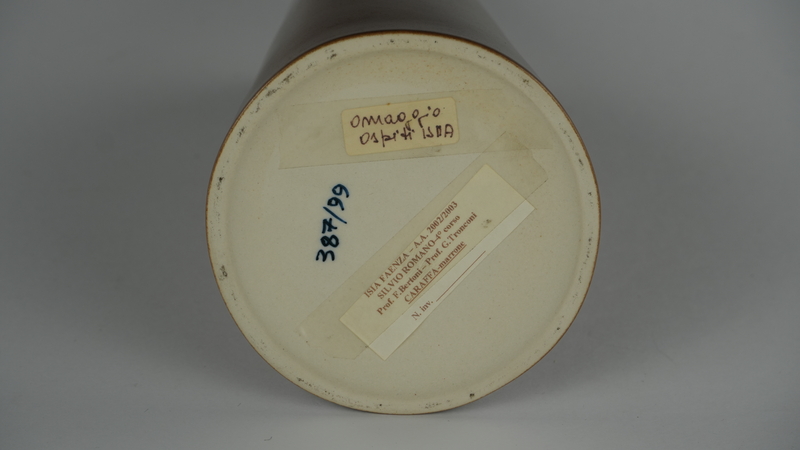 omaggio
ospiti ISIA
387/99
ISIA FAENZA – A.A. 2002/2003
SILVIO ROMANO-4° corso
Prof. F. Bertoni – Prof. G. Tronconi
CARAFFA-marrone
N. inv.